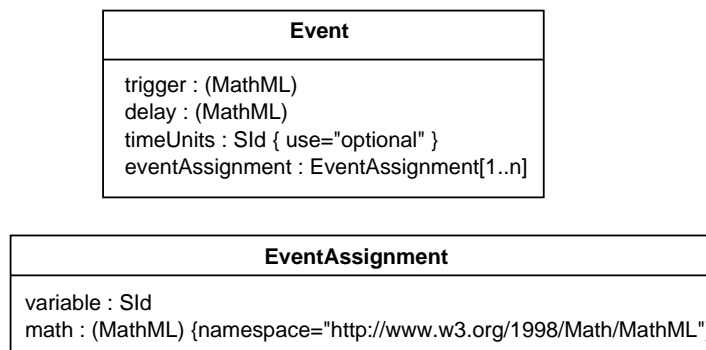 Event
trigger : (MathML)
delay : (MathML)
timeUnits : SId { use="optional" }
eventAssignment : EventAssignment[1..n]
EventAssignment
variable : SId
math : (MathML) {namespace="http://www.w3.org/1998/Math/MathML"}